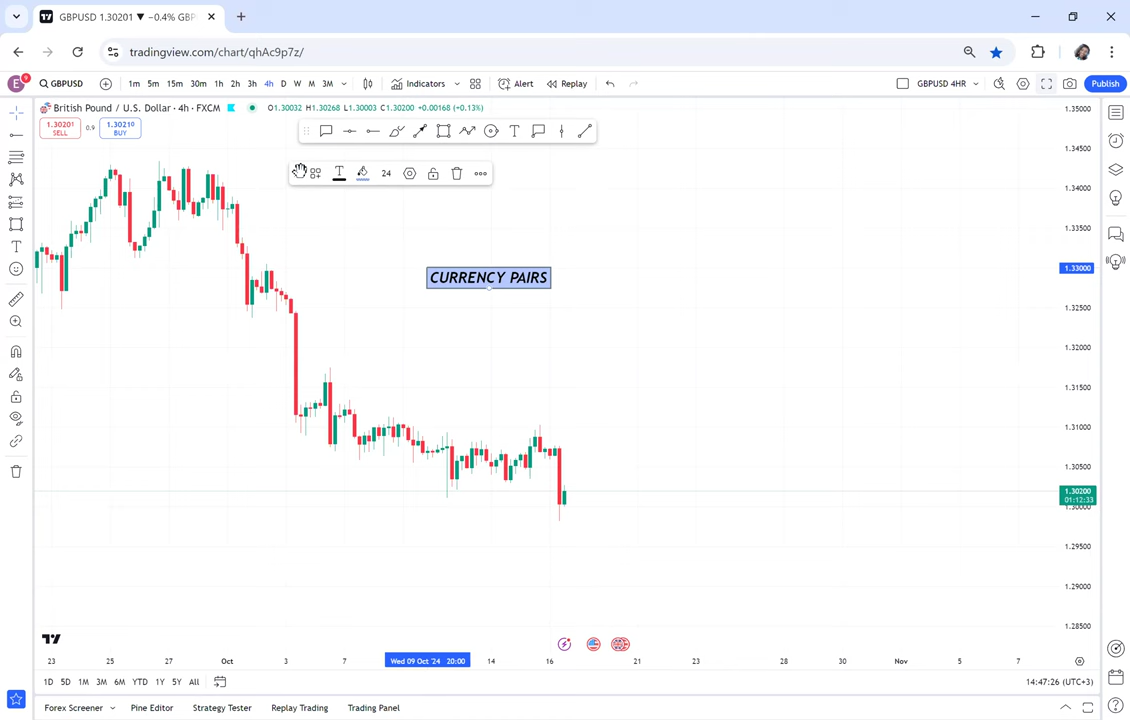 GBPUSD 1.30201 ▼ −0.4% GBP
tradingview.com/chart/qhAc9p7z/
E 9 GBPUSD 1m 5m 15m 30m 1h 2h 3h 4h D W M 3M Indicators Alert Replay GBPUSD 4HR Publish
British Pound / U.S. Dollar · 4h · FXCM O1.30032 H1.30268 L1.30003 C1.30200 +0.00168 (+0.13%)
1.30201 SELL 0.9 1.30210 BUY
24
CURRENCY PAIRS
1.35000
1.34500
1.34000
1.33500
1.33000
1.32500
1.32000
1.31500
1.31000
1.30500
1.30200
01:12:33
1.30000
1.29500
1.29000
1.28500
23 25 27 Oct 3 7 Wed 09 Oct '24 20:00 14 16 21 23 28 30 Nov 5 7
1D 5D 1M 3M 6M YTD 1Y 5Y All 14:47:26 (UTC+3)
Forex Screener Pine Editor Strategy Tester Replay Trading Trading Panel